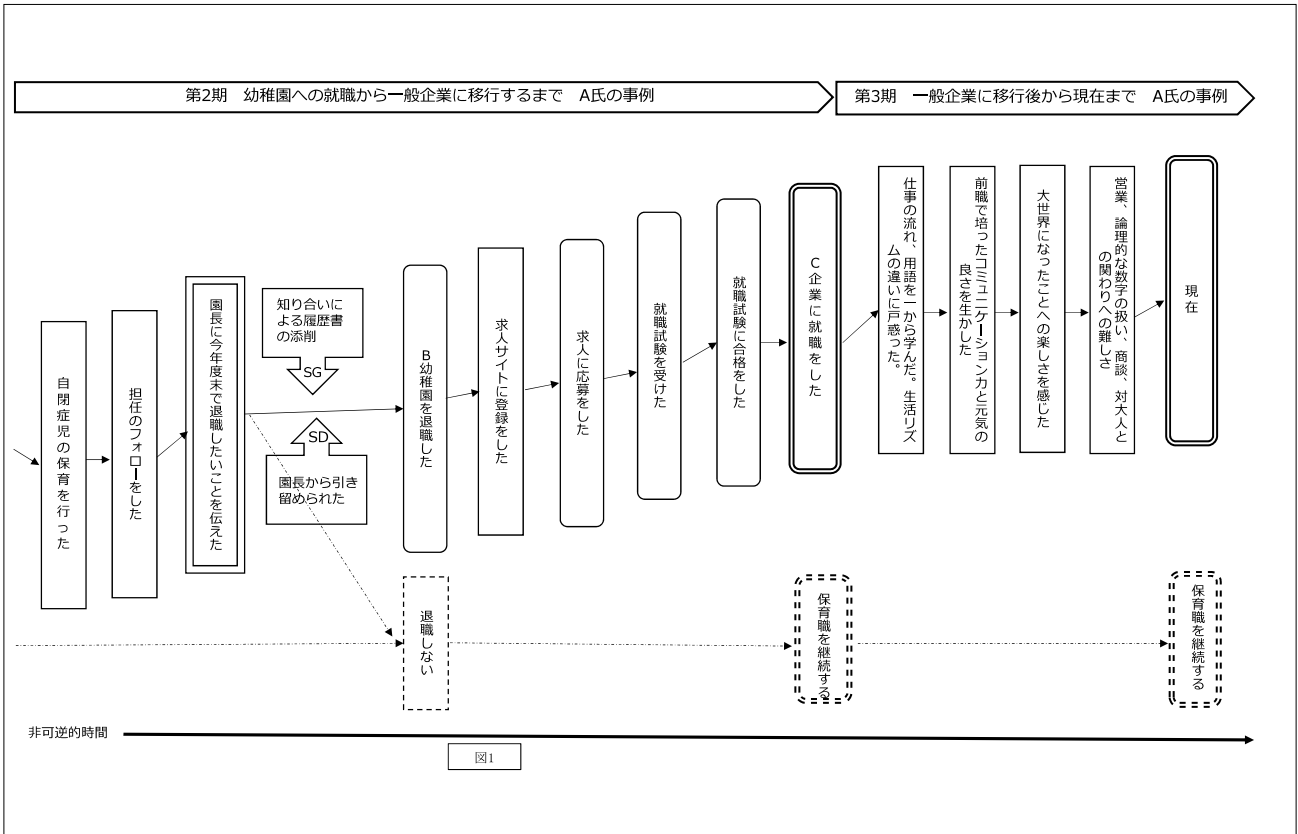 第2期　幼稚園への就職から一般企業に移行するまで　A氏の事例
第3期　一般企業に移行後から現在まで　A氏の事例
自閉症児の保育を行った
担任のフォローをした
園長に今年度末で退職したいことを伝えた
知り合いに
よる履歴書
の添削
SG
SD
園長から引き
留められた
B幼稚園を退職した
求人サイトに登録をした
求人に応募をした
就職試験を受けた
就職試験に合格をした
C企業に就職をした
仕事の流れ、用語を一から学んだ。生活リズ
ムの違いに戸惑った。
前職で培ったコミュニケーション力と元気の
良さを生かした
大世界になったことへの楽しさを感じた
営業、論理的な数字の扱い、商談、対大人と
の関わりへの難しさ
現在
退職しない
保育職を継続する
保育職を継続する
非可逆的時間
図1